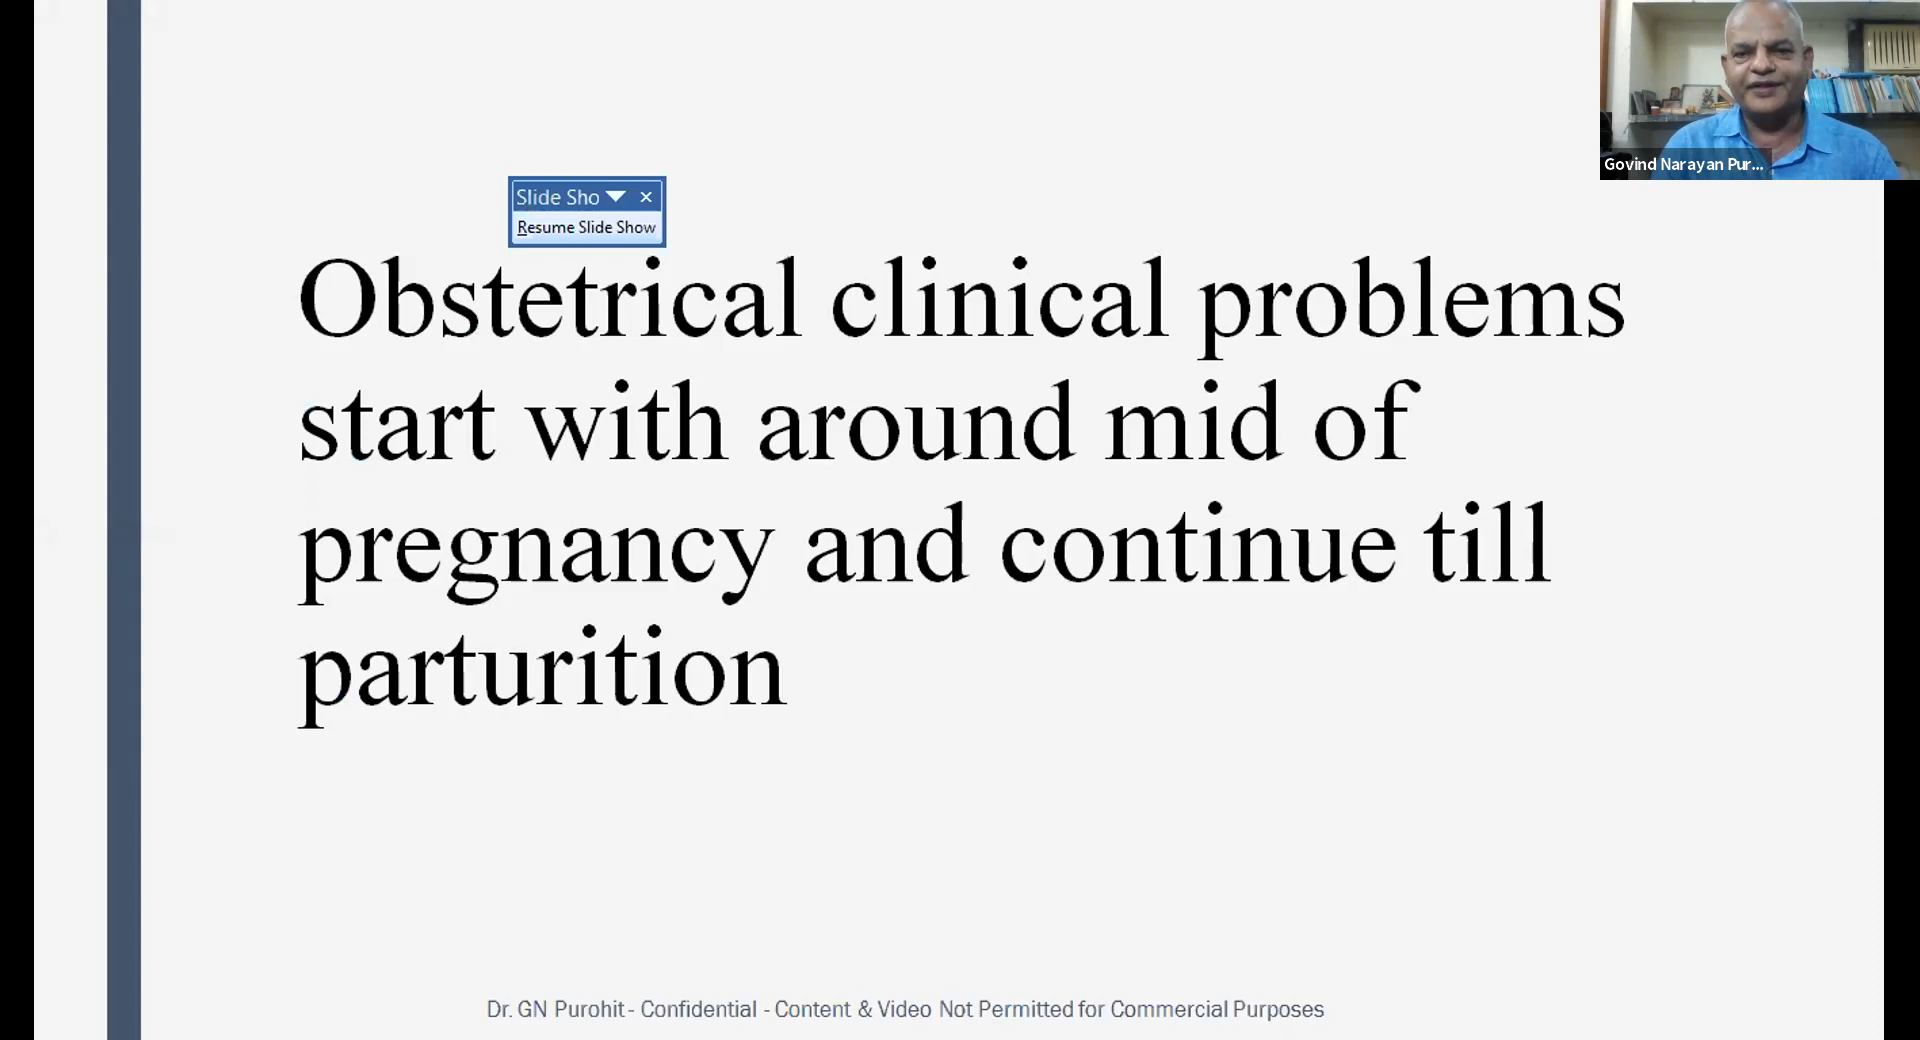 Govind Narayan Pur...
Slide Sho
Resume Slide Show
Obstetrical clinical problems
start with around mid of
pregnancy and continue till
parturition
Dr. GN Purohit - Confidential - Content & Video Not Permitted for Commercial Purposes